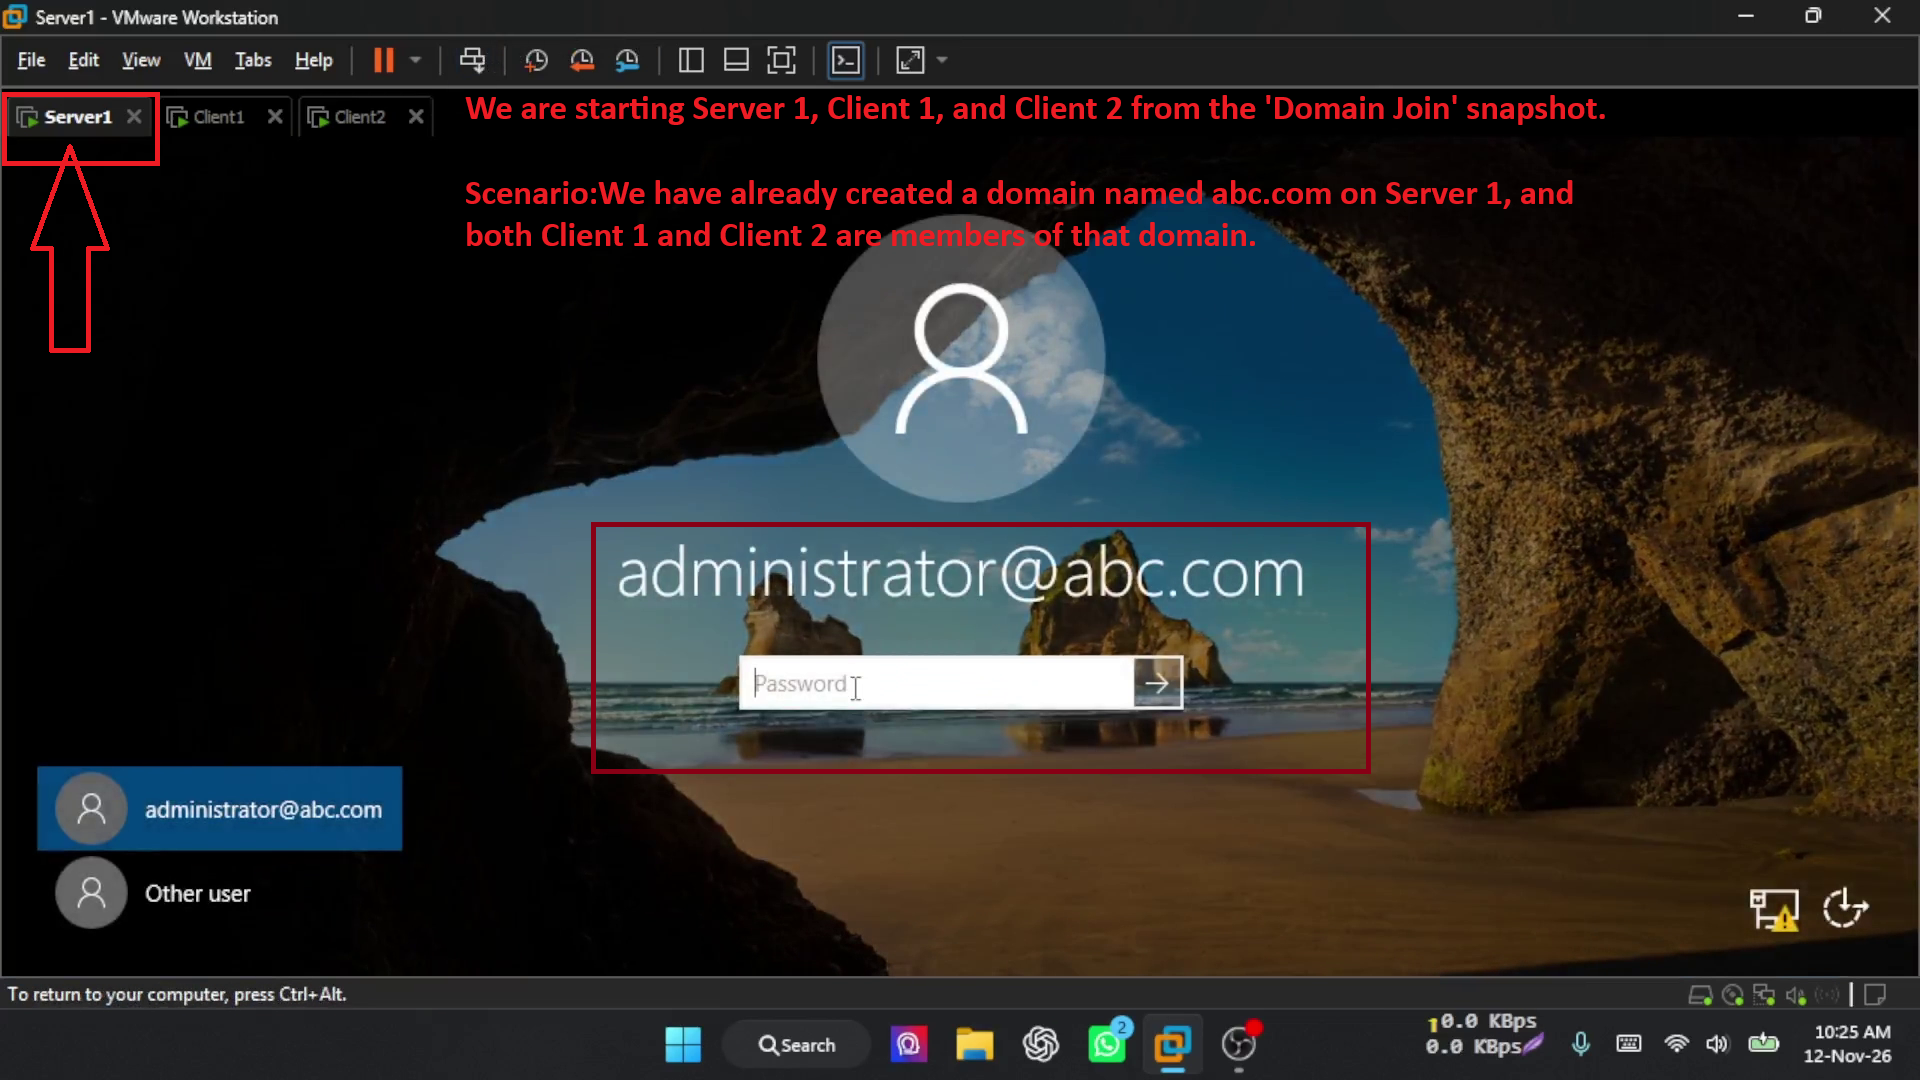 Server1 - VMware Workstation
File Edit View VM Tabs Help
Server1 Client1 Client2
We are starting Server 1, Client 1, and Client 2 from the 'Domain Join' snapshot.
Scenario:We have already created a domain named abc.com on Server 1, and
both Client 1 and Client 2 are members of that domain.
administrator@abc.com
Password
administrator@abc.com
Other user
To return to your computer, press Ctrl+Alt.
Search
2
0.0 KBps
0.0 KBps
10:25 AM
12-Nov-26